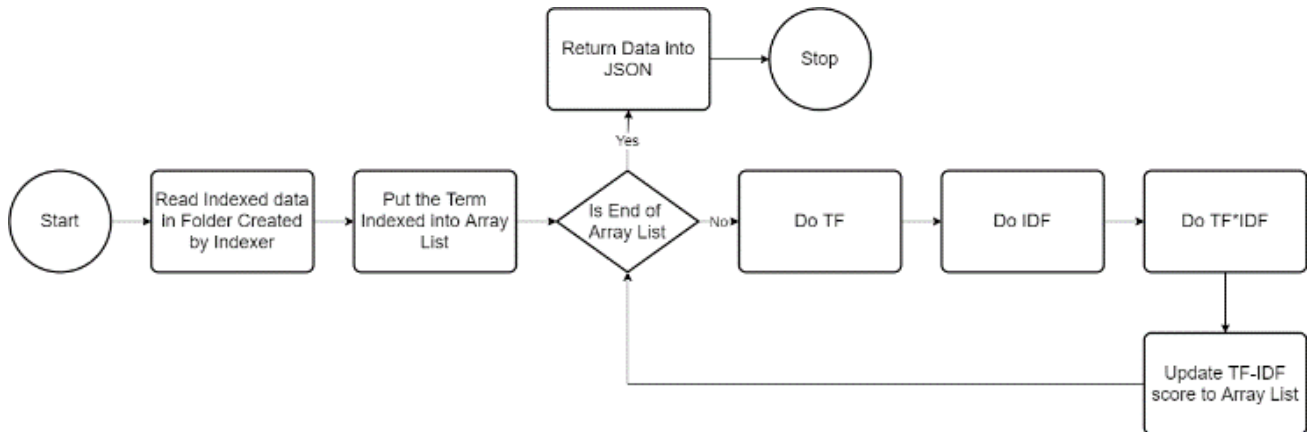 Return Data Into
JSON
Stop
Yes
Start
Read Indexed data
in Folder Created
by Indexer
Put the Term
Indexed into Array
List
Is End of
Array List
No
Do TF
Do IDF
Do TF*IDF
Update TF-IDF
score to Array List